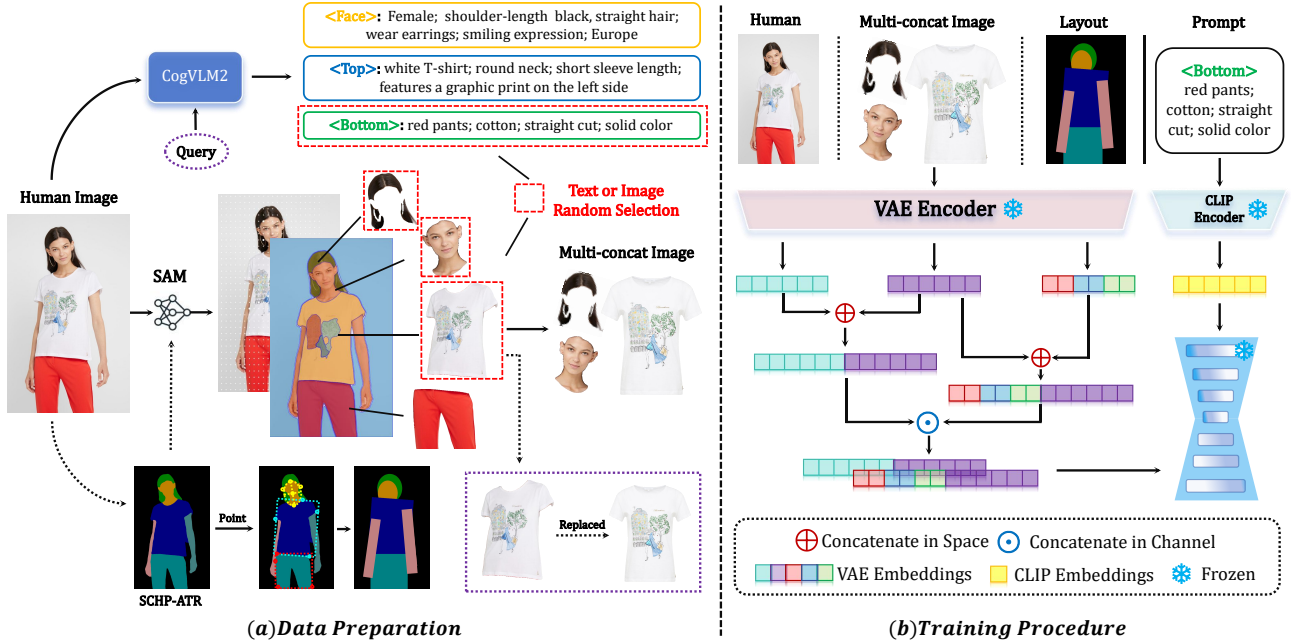 <Face>: Female; shoulder-length black, straight hair;
wear earrings; smiling expression; Europe
CogVLM2
<Top>: white T-shirt; round neck; short sleeve length;
features a graphic print on the left side
<Bottom>: red pants; cotton; straight cut; solid color
Query
Human Image
Text or Image
Random Selection
SAM
Multi-concat Image
Point
Replaced
SCHP-ATR
(a)Data Preparation
Human
Multi-concat Image
Layout
Prompt
<Bottom>
red pants;
cotton; straight
cut; solid color
VAE Encoder
CLIP
Encoder
Concatenate in Space
Concatenate in Channel
VAE Embeddings
CLIP Embeddings
Frozen
(b)Training Procedure